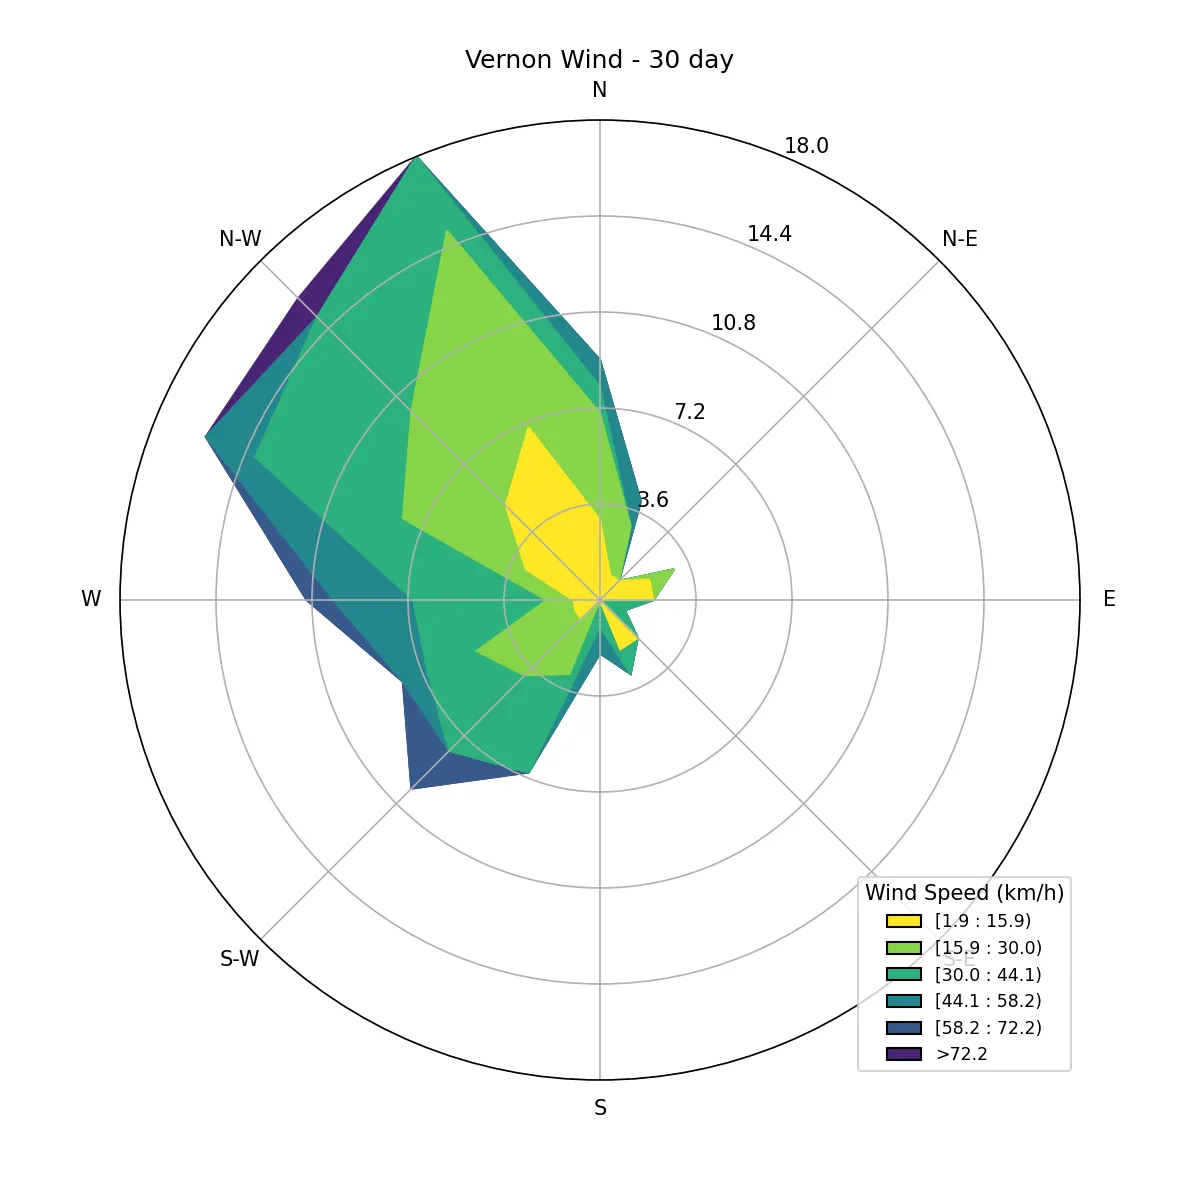 Vernon Wind - 30 day
N
18.0
N-W
14.4
N-E
10.8
7.2
3.6
W
E
S-W
S-E
S
Wind Speed (km/h)
[1.9 : 15.9)
[15.9 : 30.0)
[30.0 : 44.1)
[44.1 : 58.2)
[58.2 : 72.2)
>72.2